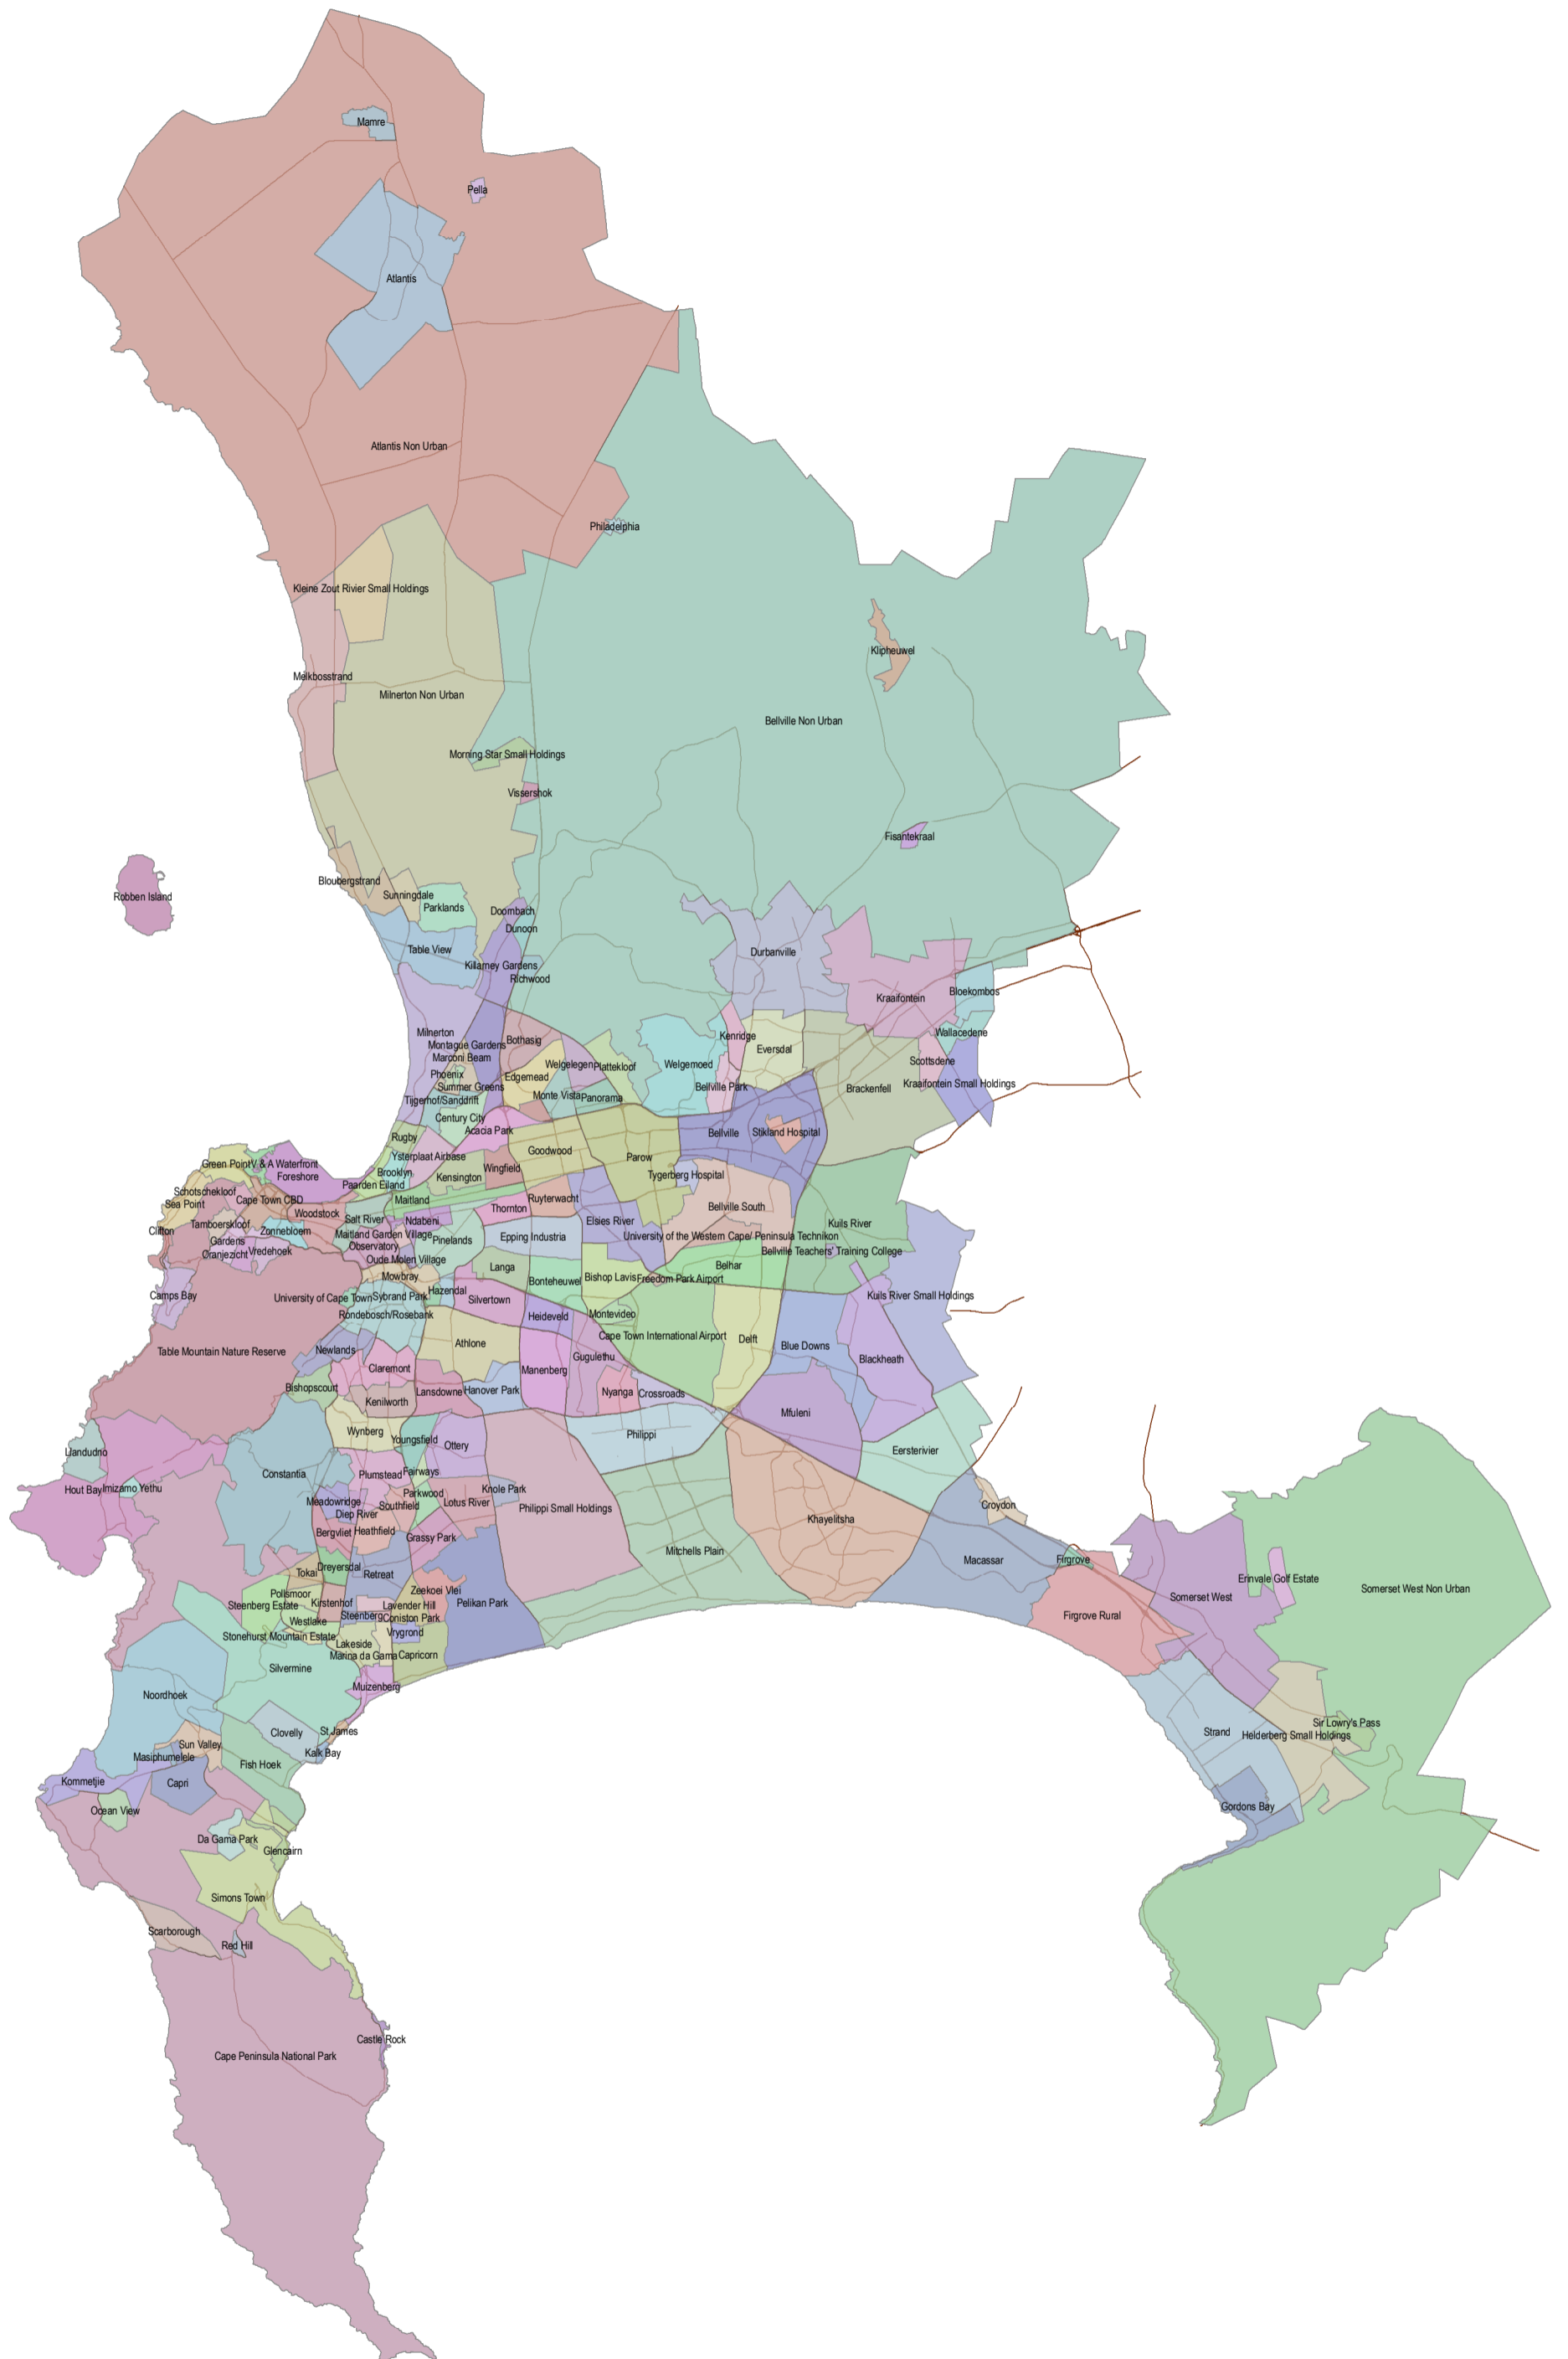 Mamre
Pella
Atlantis
Atlantis Non Urban
Philadelphia
Kleine Zout Rivier Small Holdings
Klipheuwel
Melkbosstrand
Milnerton Non Urban
Bellville Non Urban
Morning Star Small Holdings
Vissershok
Fisantekraal
Bloubergstrand
Robben Island
Sunningdale
Parklands
Doornbach
Dunoon
Table View
Durbanville
Killarney Gardens
Richwood
Bloekombos
Kraaifontein
Milnerton
Wallacedene
Kenridge
Bothasig
Montague Gardens
Eversdal
Marconi Beam
Scottsdene
Welgelegen
Plattekloof
Welgemoed
Phoenix
Edgemead
Kraaifontein Small Holdings
Summer Greens
Bellville Park
Brackenfell
Monte Vista
Panorama
Tijgerhof/Sanddrift
Century City
Acacia Park
Bellville
Stikland Hospital
Rugby
Goodwood
Ysterplaat Airbase
Parow
Green Point
V & A Waterfront
Wingfield
Brooklyn
Foreshore
Kensington
Tygerberg Hospital
Paarden Eiland
Schotschekloof
Cape Town CBD
Maitland
Ruyterwacht
Sea Point
Thornton
Bellville South
Woodstock
Salt River
Ndabeni
Elsies River
Tamboerskloof
Kuils River
Clifton
Zonnebloem
Maitland Garden Village
University of the Western Cape/ Peninsula Technikon
Epping Industria
Gardens
Pinelands
Observatory
Oranjezicht
Vredehoek
Bellville Teachers' Training College
Oude Molen Village
Langa
Belhar
Mowbray
Bishop Lavis
Freedom Park Airport
Bonteheuwel
Hazendal
Camps Bay
University of Cape Town
Sybrand Park
Kuils River Small Holdings
Silvertown
Rondebosch/Rosebank
Montevideo
Heideveld
Cape Town International Airport
Delft
Athlone
Blue Downs
Table Mountain Nature Reserve
Newlands
Gugulethu
Blackheath
Claremont
Manenberg
Bishopscourt
Hanover Park
Lansdowne
Nyanga
Crossroads
Kenilworth
Mfuleni
Wynberg
Philippi
Youngsfield
Ottery
Llandudno
Eersterivier
Fairways
Constantia
Plumstead
Hout Bay
Imizamo Yethu
Knole Park
Parkwood
Meadowridge
Lotus River
Croydon
Southfield
Philippi Small Holdings
Diep River
Khayelitsha
Bergvliet
Heathfield
Grassy Park
Mitchells Plain
Macassar
Firgrove
Dreyersdal
Tokai
Retreat
Erinvale Golf Estate
Somerset West Non Urban
Zeekoei Vlei
Pollsmoor
Somerset West
Kirstenhof
Pelikan Park
Steenberg Estate
Lavender Hill
Steenberg
Firgrove Rural
Coniston Park
Westlake
Vrygrond
Stonehurst Mountain Estate
Lakeside
Marina da Gama
Capricorn
Silvermine
Muizenberg
Noordhoek
Sir Lowry's Pass
St James
Clovelly
Strand
Helderberg Small Holdings
Sun Valley
Kalk Bay
Masiphumelele
Fish Hoek
Kommetjie
Capri
Gordons Bay
Ocean View
Da Gama Park
Glencairn
Simons Town
Scarborough
Red Hill
Castle Rock
Cape Peninsula National Park